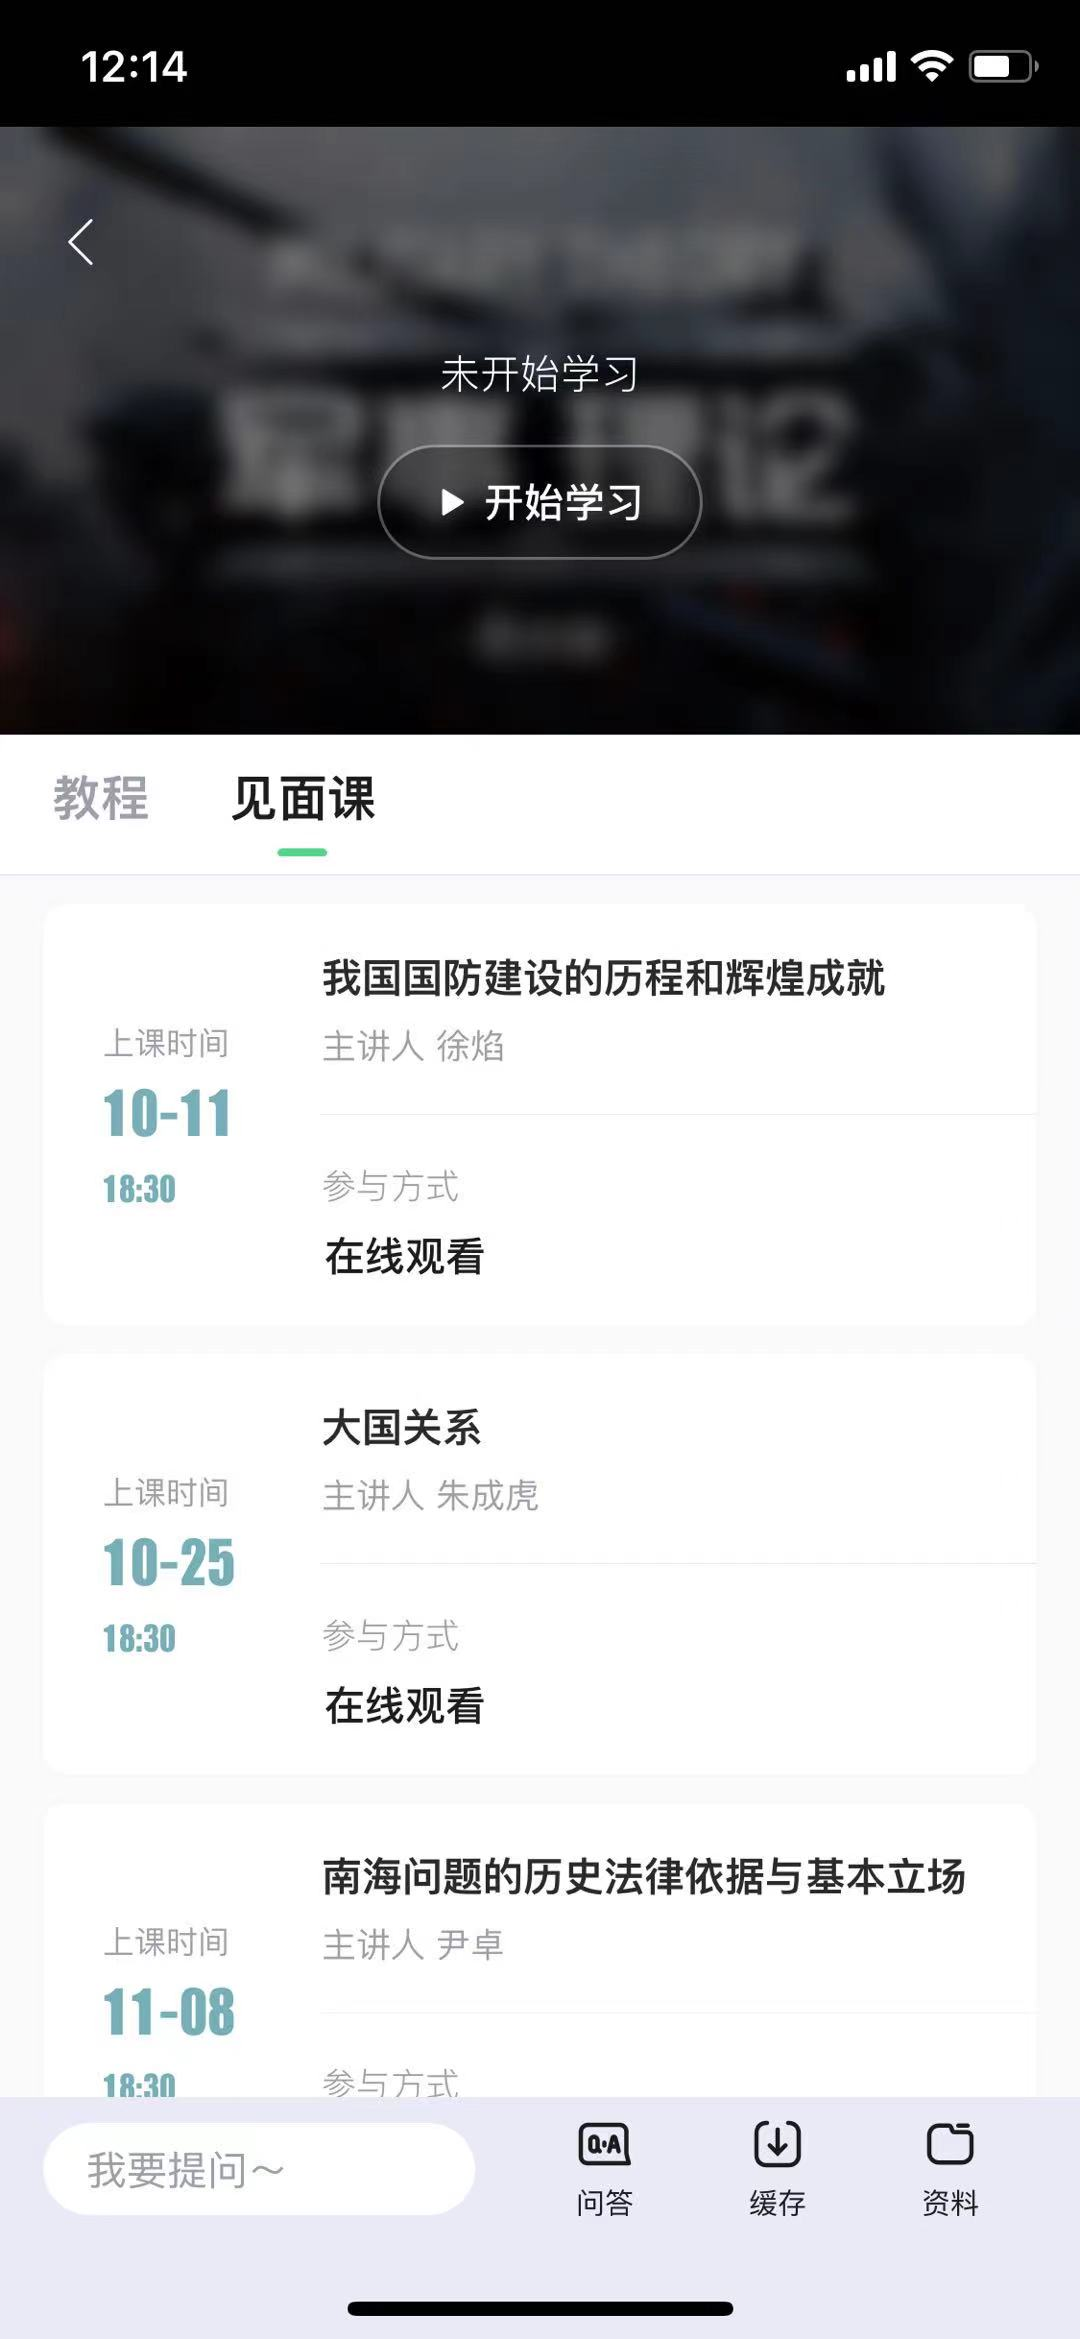 12:14
未开始学习
开始学习
军事理论
教程
见面课
我国国防建设的历程和辉煌成就
上课时间
主讲人 徐焰
10-11
18:30
参与方式
在线观看
大国关系
上课时间
主讲人 朱成虎
10-25
18:30
参与方式
在线观看
南海问题的历史法律依据与基本立场
上课时间
主讲人 尹卓
11-08
18:30
参与方式
我要提问～
Q·A
问答
缓存
资料